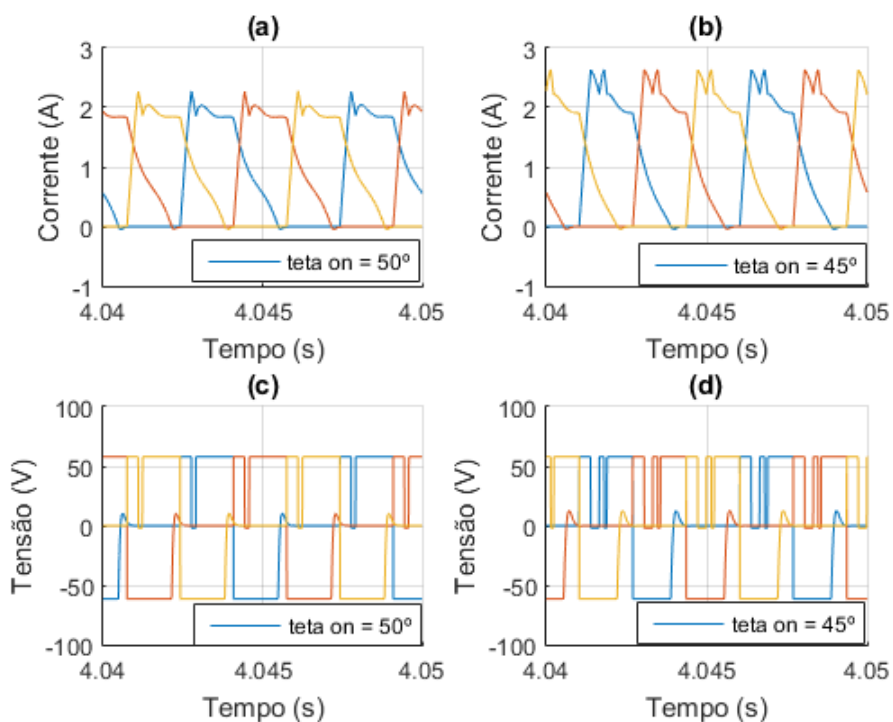 (a)
3
2
1
0
-1
Corrente (A)
teta on = 50º
4.04 4.045 4.05
Tempo (s)
(b)
3
2
1
0
-1
Corrente (A)
teta on = 45º
4.04 4.045 4.05
Tempo (s)
(c)
100
50
0
-50
-100
Tensão (V)
teta on = 50º
4.04 4.045 4.05
Tempo (s)
(d)
100
50
0
-50
-100
Tensão (V)
teta on = 45º
4.04 4.045 4.05
Tempo (s)